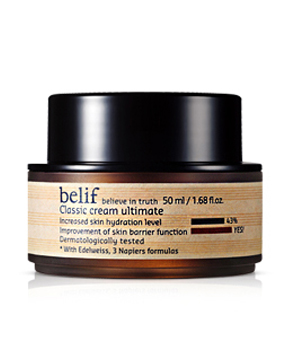 belif believe in truth 50 ml / 1.68 fl.oz.
Classic cream ultimate
Increased skin hydration level 43%
Improvement of skin barrier function YES!
Dermatologically tested
* With Edelweiss, 3 Napiers formulas